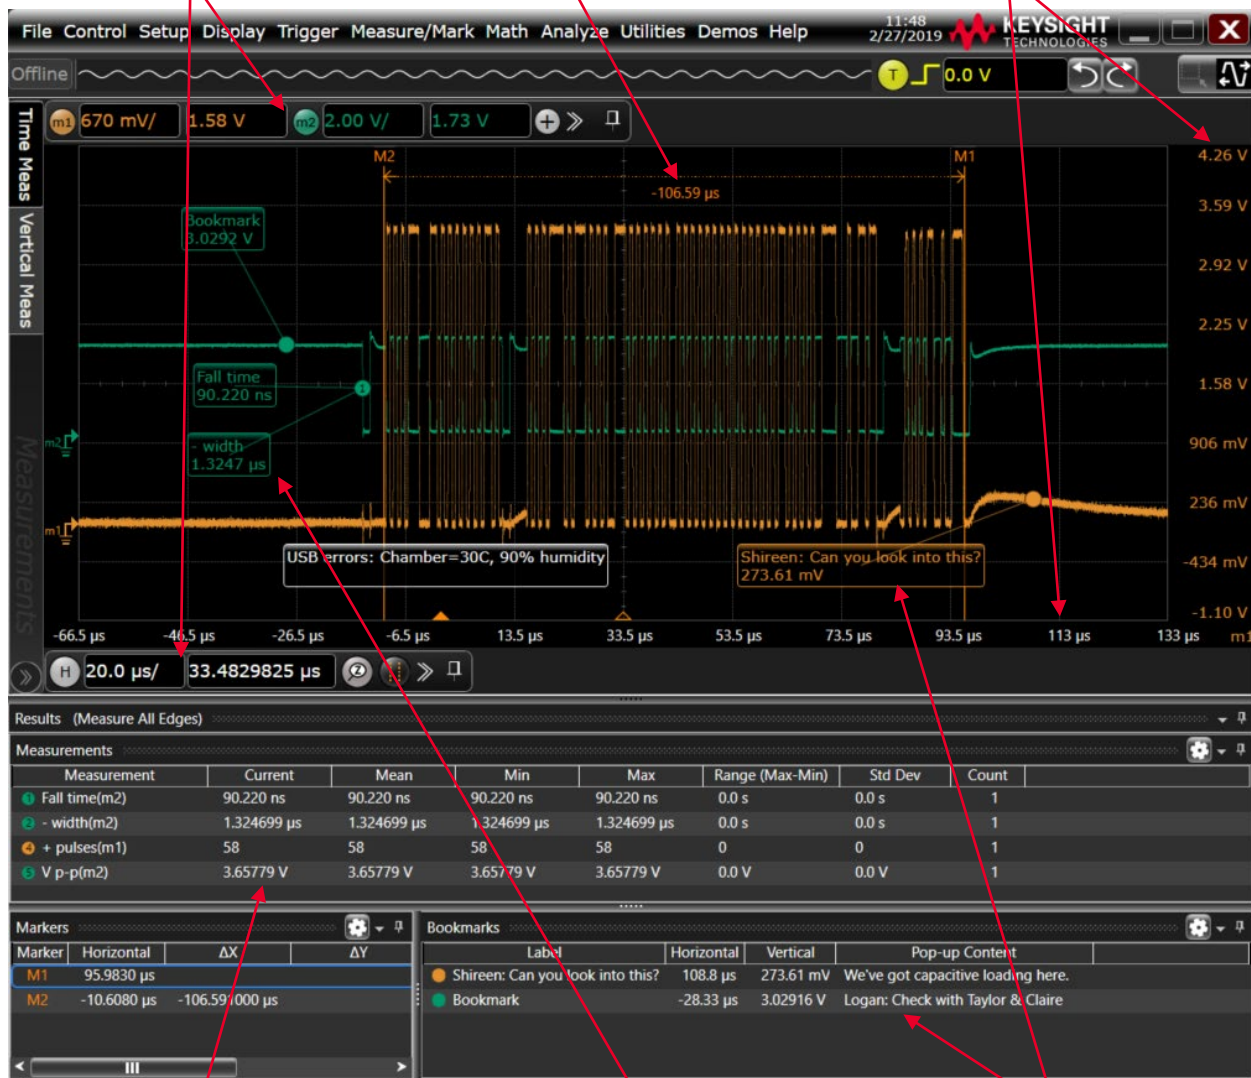 File Control Setup Display Trigger Measure/Mark Math Analyze Utilities Demos Help
11:48
2/27/2019
KEYSIGHT
TECHNOLOGIES
X
Offline
T
0.0 V
m1 670 mV/ 1.58 V m2 2.00 V/ 1.73 V
Time Meas
Vertical Meas
Measurements
M2
M1
-106.59 µs
4.26 V
3.59 V
2.92 V
2.25 V
1.58 V
906 mV
236 mV
-434 mV
-1.10 V
Bookmark
3.0292 V
Fall time
90.220 ns
1
- width
1.3247 µs
m2
m1
USB errors: Chamber=30C, 90% humidity
Shireen: Can you look into this?
273.61 mV
-66.5 µs -46.5 µs -26.5 µs -6.5 µs 13.5 µs 33.5 µs 53.5 µs 73.5 µs 93.5 µs 113 µs 133 µs m1
H 20.0 µs/ 33.4829825 µs
Results (Measure All Edges)
Measurements
Measurement Current Mean Min Max Range (Max-Min) Std Dev Count
1 Fall time(m2) 90.220 ns 90.220 ns 90.220 ns 90.220 ns 0.0 s 0.0 s 1
2 - width(m2) 1.324699 µs 1.324699 µs 1.324699 µs 1.324699 µs 0.0 s 0.0 s 1
4 + pulses(m1) 58 58 58 58 0 0 1
5 V p-p(m2) 3.65779 V 3.65779 V 3.65779 V 3.65779 V 0.0 V 0.0 V 1
Markers
Marker Horizontal ΔX ΔY
M1 95.9830 µs
M2 -10.6080 µs -106.591000 µs
Bookmarks
Label Horizontal Vertical Pop-up Content
Shireen: Can you look into this? 108.8 µs 273.61 mV We've got capacitive loading here.
Bookmark -28.33 µs 3.02916 V Logan: Check with Taylor & Claire